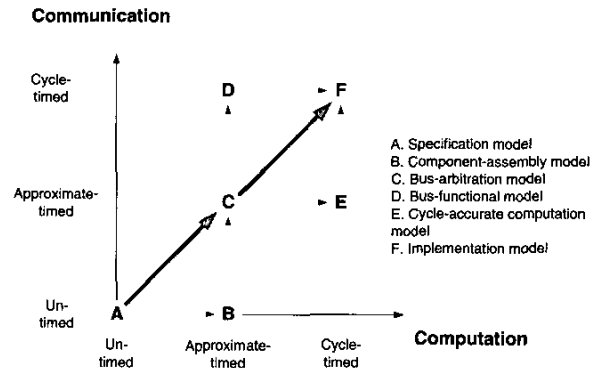 Communication
Cycle-
timed
D
F
A. Specification model
B. Component-assembly model
C. Bus-arbitration model
D. Bus-functional model
E. Cycle-accurate computation
model
F. Implementation model
Approximate-
timed
C
E
Un-
timed
A
B
Computation
Un-
timed
Approximate-
timed
Cycle-
timed